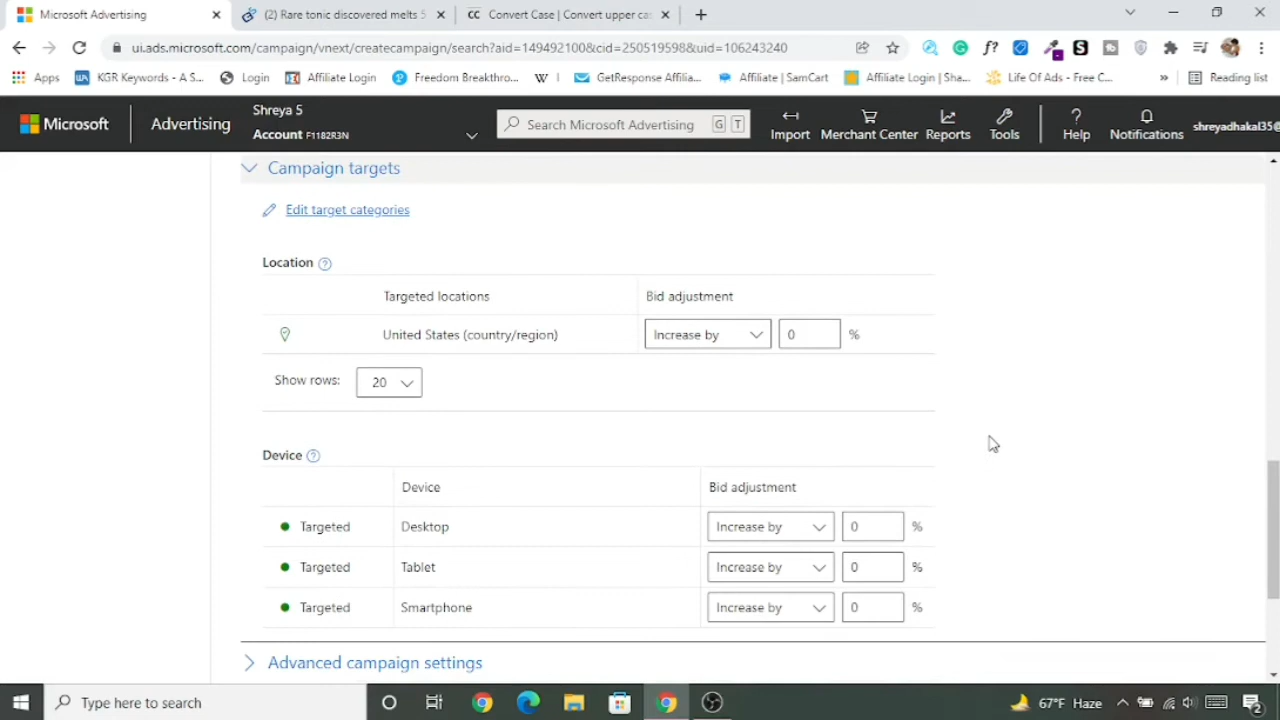 Microsoft Advertising
(2) Rare tonic discovered melts 5
CC Convert Case | Convert upper cas
ui.ads.microsoft.com/campaign/vnext/createcampaign/search?aid=149492100&cid=250519598&uid=106243240
Apps
KGR Keywords - A S...
Login
Affiliate Login
Freedom Breakthro...
W
GetResponse Affilia...
Affiliate | SamCart
Affiliate Login | Sha...
Life Of Ads - Free C...
»
Reading list
Microsoft
Advertising
Shreya 5
Account F1182R3N
Search Microsoft Advertising
G T
Import
Merchant Center
Reports
Tools
Help
Notifications
shreyadhakal35@
Campaign targets
Edit target categories
Location ?
Targeted locations Bid adjustment
United States (country/region) Increase by 0 %
Show rows: 20
Device ?
Device Bid adjustment
Targeted Desktop Increase by 0 %
Targeted Tablet Increase by 0 %
Targeted Smartphone Increase by 0 %
Advanced campaign settings
Type here to search
67°F Haze
2